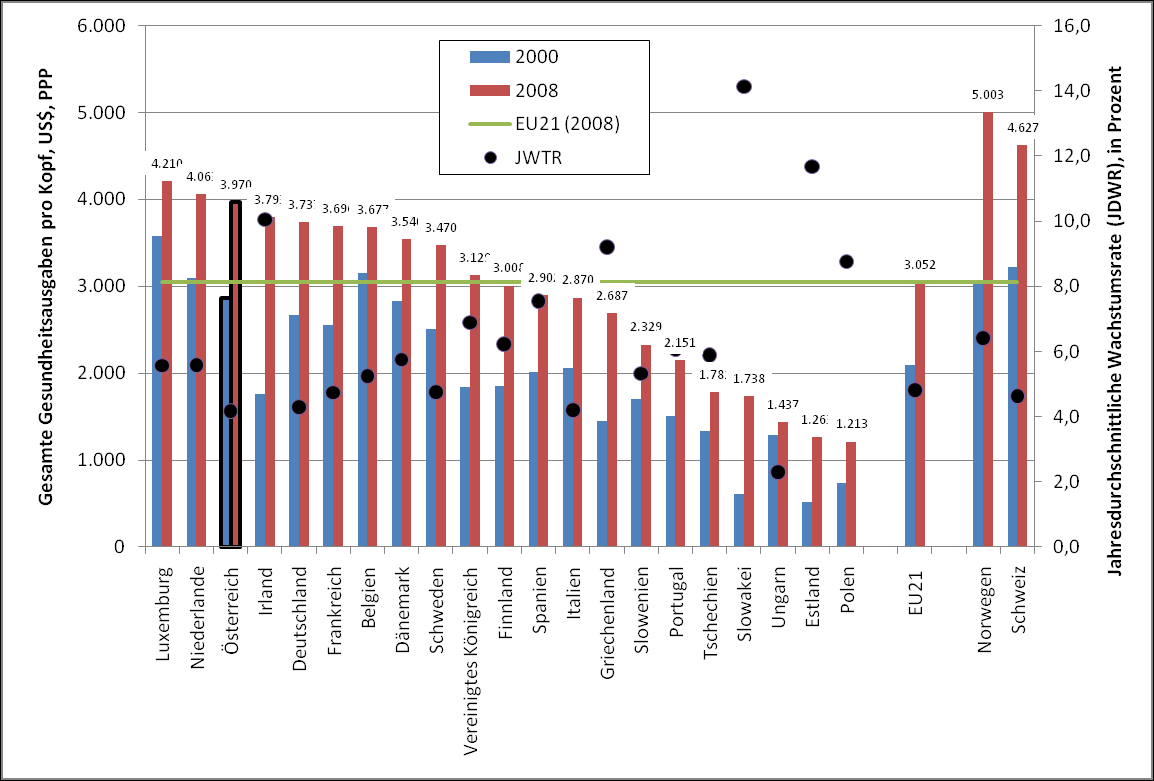 Gesamte Gesundheitsausgaben pro Kopf, US$, PPP
6.000
5.000
4.000
3.000
2.000
1.000
0
2000
2008
EU21 (2008)
JWTR
4.210
3.970
3.677
3.470
3.008
2.870
2.687
2.329
2.151
1.738
1.437
1.213
3.052
5.003
4.627
16,0
14,0
12,0
10,0
8,0
6,0
4,0
2,0
0,0
Jahresdurchschnittliche Wachstumsrate (JDWR), in Prozent
Luxemburg
Niederlande
Österreich
Irland
Deutschland
Frankreich
Belgien
Dänemark
Schweden
Vereinigtes Königreich
Finnland
Spanien
Italien
Griechenland
Slowenien
Portugal
Tschechien
Slowakei
Ungarn
Estland
Polen
EU21
Norwegen
Schweiz